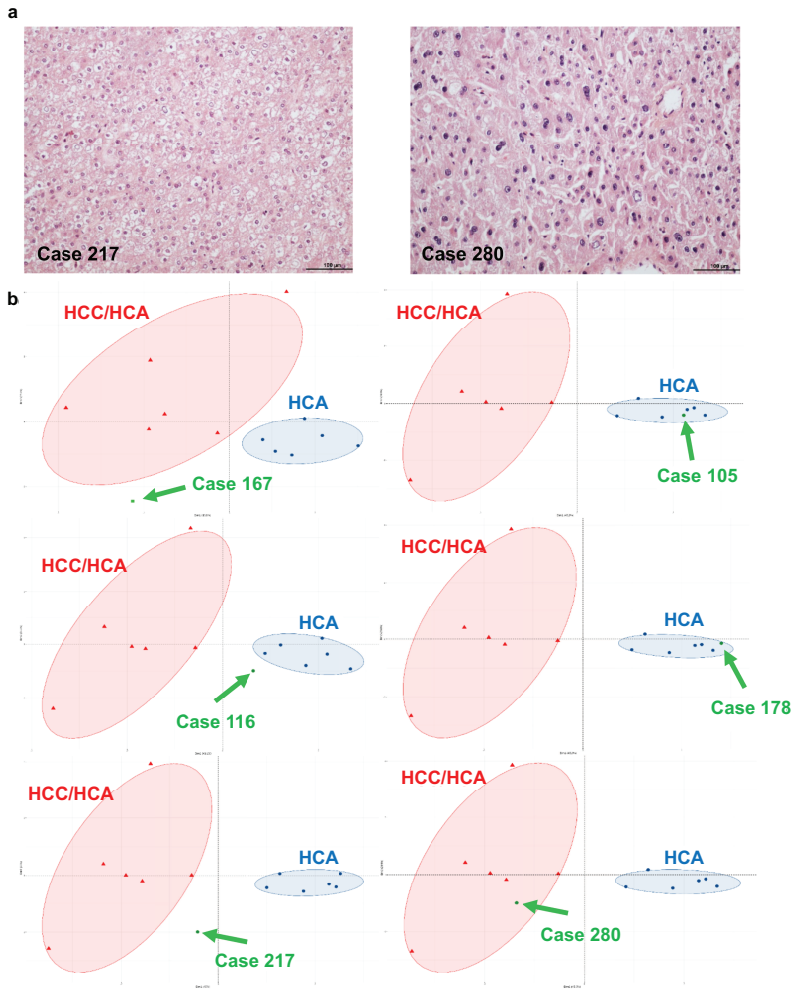 a
Case 217
100 µm
Case 280
100 µm
b
HCC/HCA
HCA
Case 167
HCC/HCA
HCA
Case 105
HCC/HCA
HCA
Case 116
HCC/HCA
HCA
Case 178
HCC/HCA
HCA
Case 217
HCC/HCA
HCA
Case 280